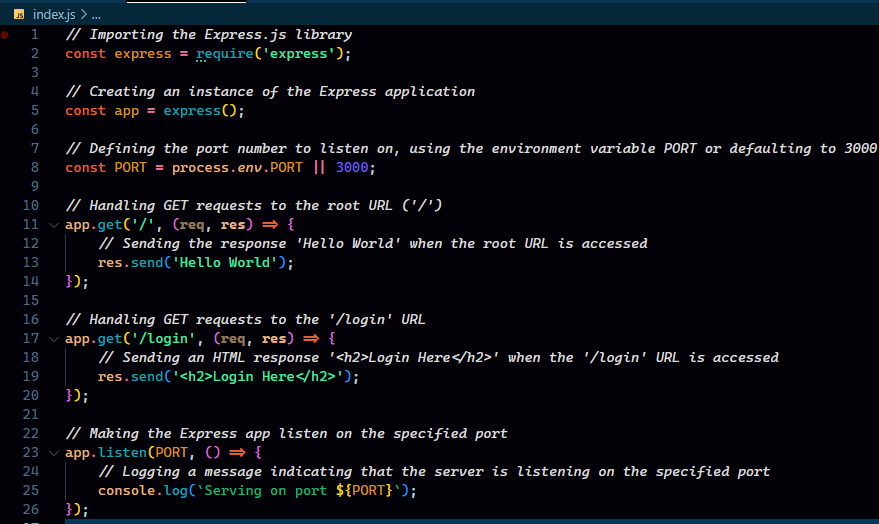 JS index.js > ...
1 // Importing the Express.js library
2 const express = require('express');
3
4 // Creating an instance of the Express application
5 const app = express();
6
7 // Defining the port number to listen on, using the environment variable PORT or defaulting to 3000
8 const PORT = process.env.PORT || 3000;
9
10 // Handling GET requests to the root URL ('/')
11 app.get('/', (req, res) => {
12     // Sending the response 'Hello World' when the root URL is accessed
13     res.send('Hello World');
14 });
15
16 // Handling GET requests to the '/login' URL
17 app.get('/login', (req, res) => {
18     // Sending an HTML response '<h2>Login Here</h2>' when the '/login' URL is accessed
19     res.send('<h2>Login Here</h2>');
20 });
21
22 // Making the Express app listen on the specified port
23 app.listen(PORT, () => {
24     // Logging a message indicating that the server is listening on the specified port
25     console.log(`Serving on port ${PORT}`);
26 });